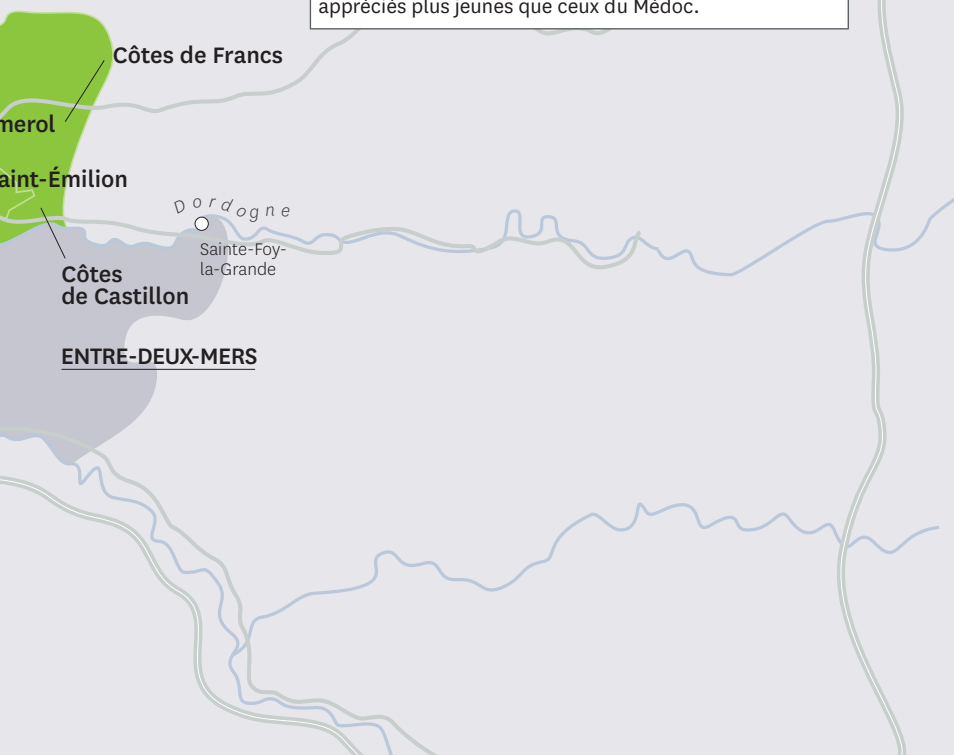 appréciés plus jeunes que ceux du Médoc.
Côtes de Francs
merol
aint-Émilion
Dordogne
Sainte-Foy-
la-Grande
Côtes
de Castillon
ENTRE-DEUX-MERS